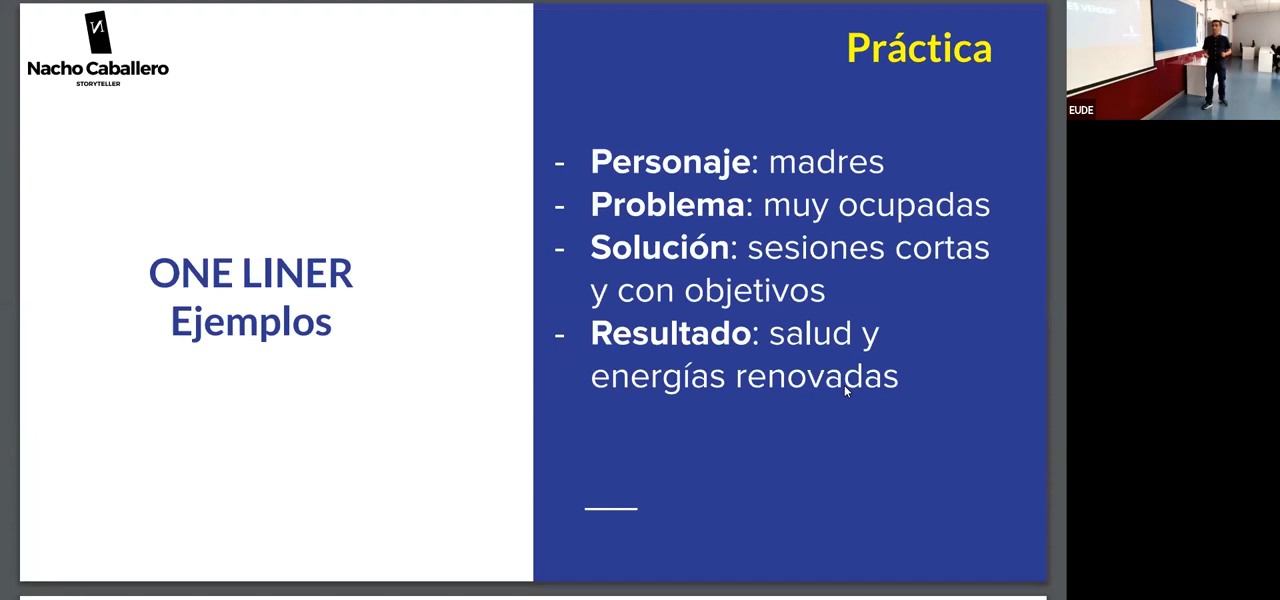 Nacho Caballero
STORYTELLER
ONE LINER
Ejemplos
Práctica
- Personaje: madres
- Problema: muy ocupadas
- Solución: sesiones cortas
y con objetivos
- Resultado: salud y
energías renovadas
EUDE